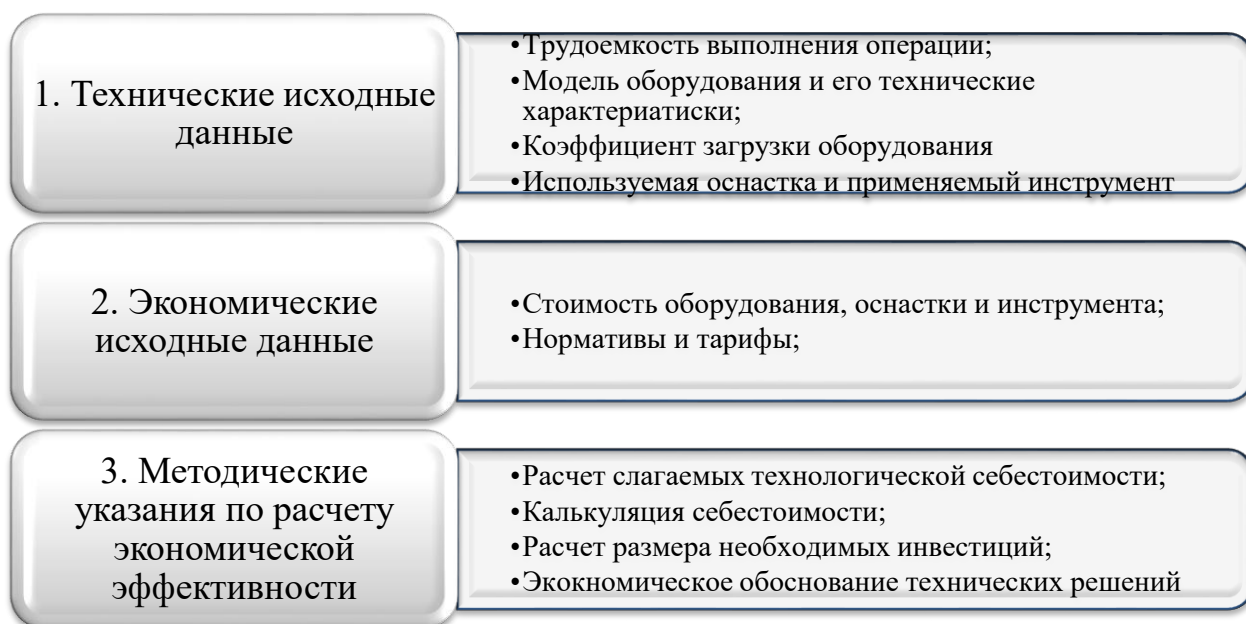 1. Технические исходные
данные
•Трудоемкость выполнения операции;
•Модель оборудования и его технические
характериатиски;
•Коэффициент загрузки оборудования
•Используемая оснастка и применяемый инструмент
2. Экономические
исходные данные
•Стоимость оборудования, оснастки и инструмента;
•Нормативы и тарифы;
3. Методические
указания по расчету
экономической
эффективности
•Расчет слагаемых технологической себестоимости;
•Калькуляция себестоимости;
•Расчет размера необходимых инвестиций;
•Экокномическое обоснование технических решений